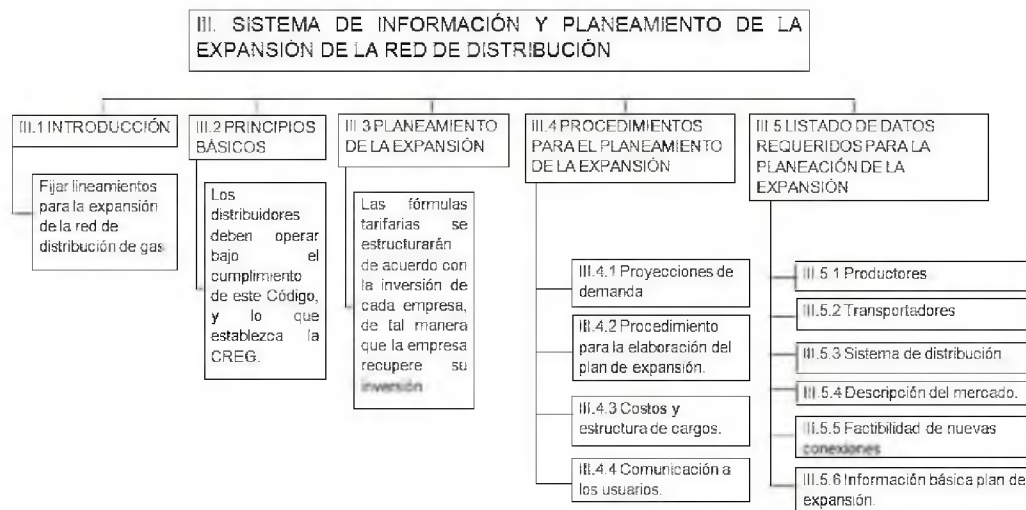 III. SISTEMA DE INFORMACIÓN Y PLANEAMIENTO DE LA
EXPANSIÓN DE LA RED DE DISTRIBUCIÓN
III.1 INTRODUCCIÓN
Fijar lineamientos
para la expansión
de la red de
distribución de gas
III.2 PRINCIPIOS
BÁSICOS
Los
distribuidores
deben operar
bajo el
cumplimiento
de este Código,
y lo que
establezca la
CREG.
III.3 PLANEAMIENTO
DE LA EXPANSIÓN
Las fórmulas
tarifarias se
estructurarán
de acuerdo con
la inversión de
cada empresa,
de tal manera
que la empresa
recupere su
inversión
III.4 PROCEDIMIENTOS
PARA EL PLANEAMIENTO
DE LA EXPANSIÓN
III.4.1 Proyecciones de
demanda
III.4.2 Procedimiento
para la elaboración del
plan de expansión.
III.4.3 Costos y
estructura de cargos.
III.4.4 Comunicación a
los usuarios.
III.5 LISTADO DE DATOS
REQUERIDOS PARA LA
PLANEACIÓN DE LA
EXPANSIÓN
III.5.1 Productores
III.5.2 Transportadores
III.5.3 Sistema de distribución
III.5.4 Descripción del mercado.
III.5.5 Factibilidad de nuevas
conexiones
III.5.6 Información básica plan de
expansión.